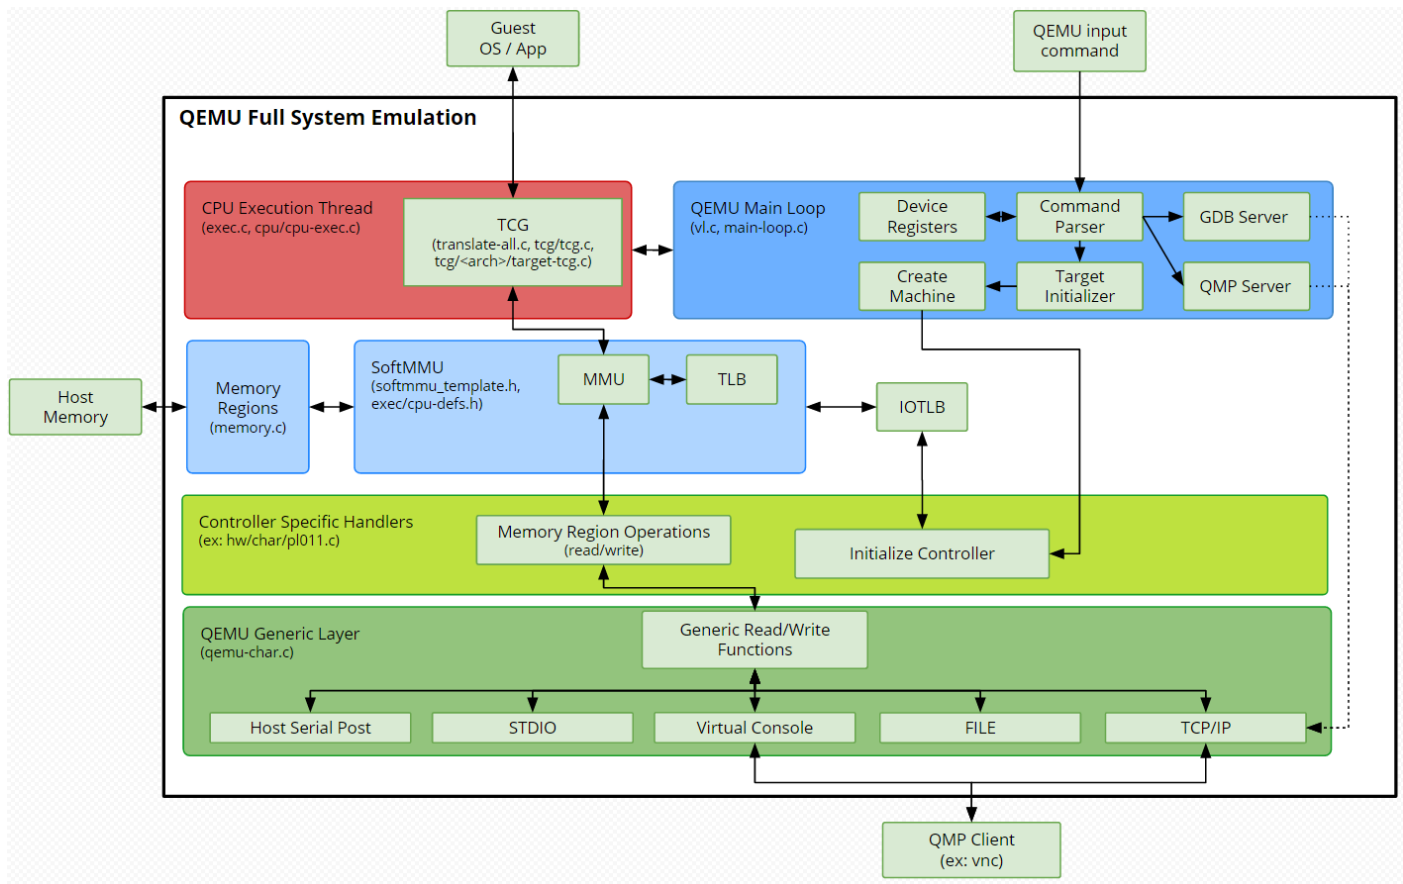 Guest
OS / App
QEMU input
command
QEMU Full System Emulation
CPU Execution Thread
(exec.c, cpu/cpu-exec.c)
TCG
(translate-all.c, tcg/tcg.c,
tcg/<arch>/target-tcg.c)
QEMU Main Loop
(vl.c, main-loop.c)
Device
Registers
Command
Parser
GDB Server
Create
Machine
Target
Initializer
QMP Server
Host
Memory
Memory
Regions
(memory.c)
SoftMMU
(softmmu_template.h,
exec/cpu-defs.h)
MMU
TLB
IOTLB
Controller Specific Handlers
(ex: hw/char/pl011.c)
Memory Region Operations
(read/write)
Initialize Controller
QEMU Generic Layer
(qemu-char.c)
Generic Read/Write
Functions
Host Serial Post
STDIO
Virtual Console
FILE
TCP/IP
QMP Client
(ex: vnc)